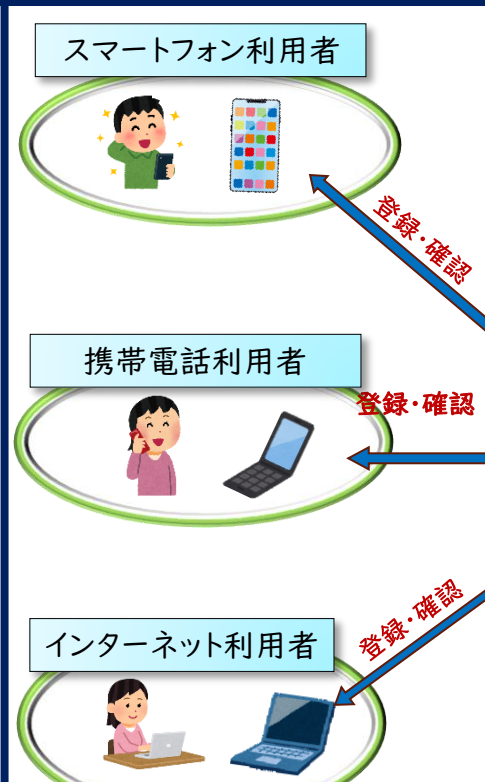 スマートフォン利用者
登録・確認
携帯電話利用者
登録・確認
登録・確認
インターネット利用者